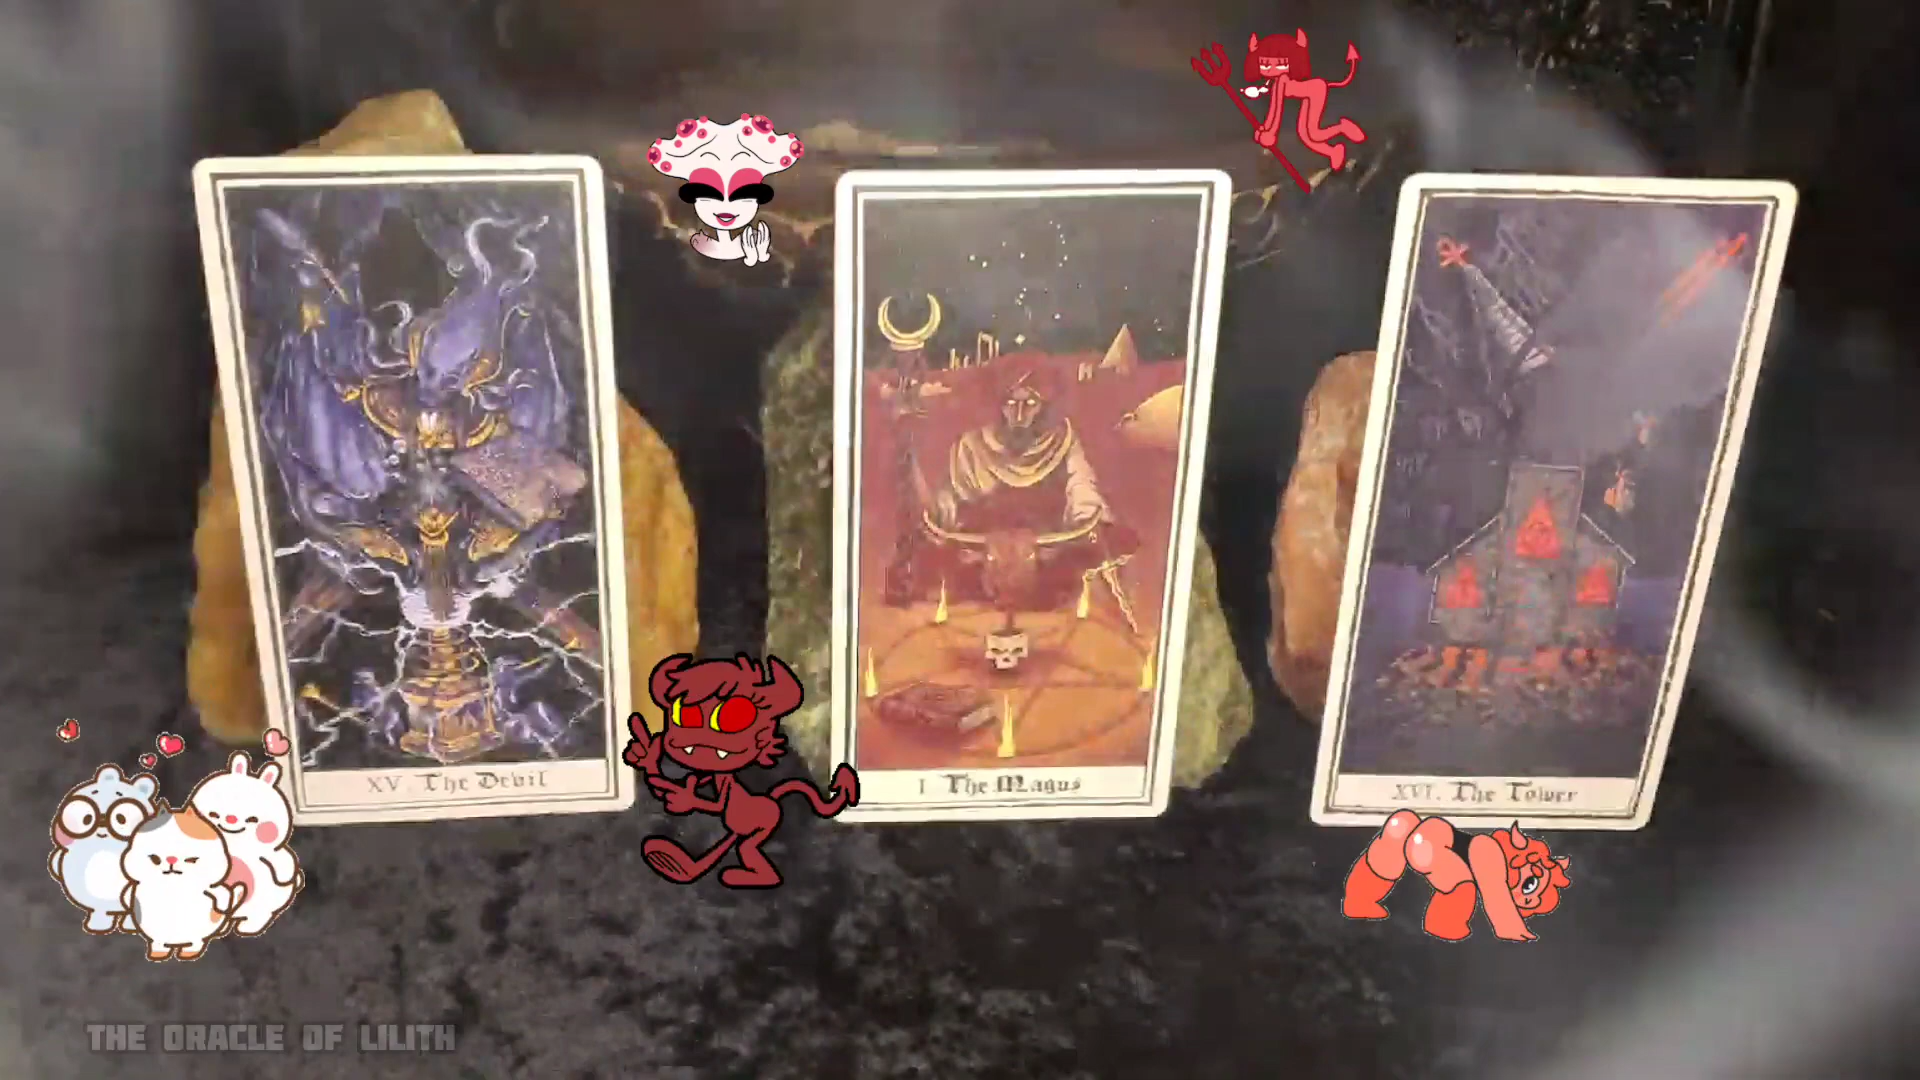 XV. The Devil
I The Magus
XVI. The Tower
THE ORACLE OF LILITH